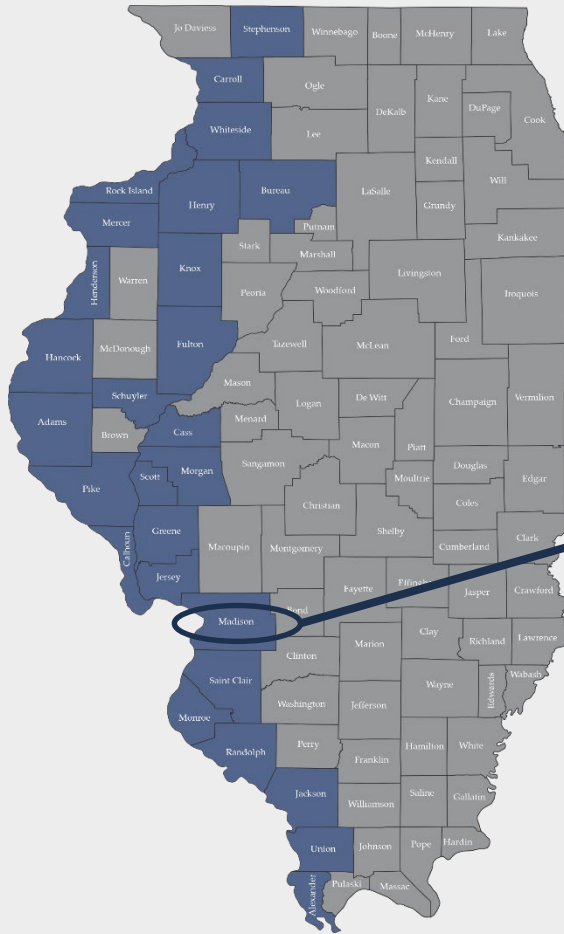 Jo Daviess
Stephenson
Winnebago
Boone
McHenry
Lake
Carroll
Ogle
DeKalb
Kane
DuPage
Cook
Whiteside
Lee
Kendall
Will
Rock Island
Henry
Bureau
LaSalle
Grundy
Mercer
Putnam
Kankakee
Stark
Marshall
Henderson
Warren
Knox
Peoria
Woodford
Livingston
Iroquois
Hancock
McDonough
Fulton
Tazewell
McLean
Ford
Mason
Schuyler
Logan
De Witt
Champaign
Vermilion
Adams
Brown
Cass
Menard
Macon
Piatt
Pike
Scott
Morgan
Sangamon
Moultrie
Douglas
Edgar
Christian
Coles
Greene
Calhoun
Macoupin
Montgomery
Shelby
Cumberland
Clark
Jersey
Fayette
Jasper
Crawford
Madison
Clay
Marion
Richland
Lawrence
Clinton
Saint Clair
Wayne
Edwards
Wabash
Washington
Jefferson
Monroe
Randolph
Perry
Hamilton
White
Franklin
Jackson
Williamson
Saline
Gallatin
Union
Johnson
Pope
Hardin
Alexander
Pulaski
Massac